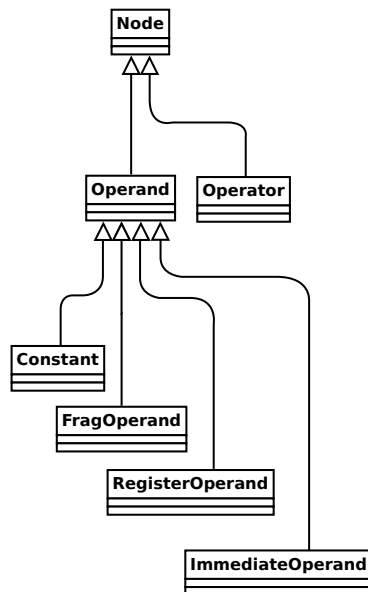 Node
Operand
Operator
Constant
FragOperand
RegisterOperand
ImmediateOperand